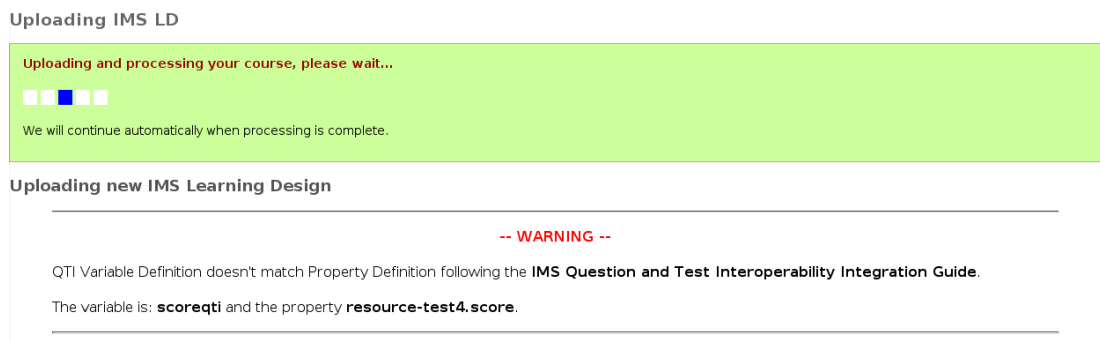 Uploading IMS LD
Uploading and processing your course, please wait...
We will continue automatically when processing is complete.
Uploading new IMS Learning Design
-- WARNING --
QTI Variable Definition doesn't match Property Definition following the IMS Question and Test Interoperability Integration Guide.
The variable is: scoreqti and the property resource-test4.score.